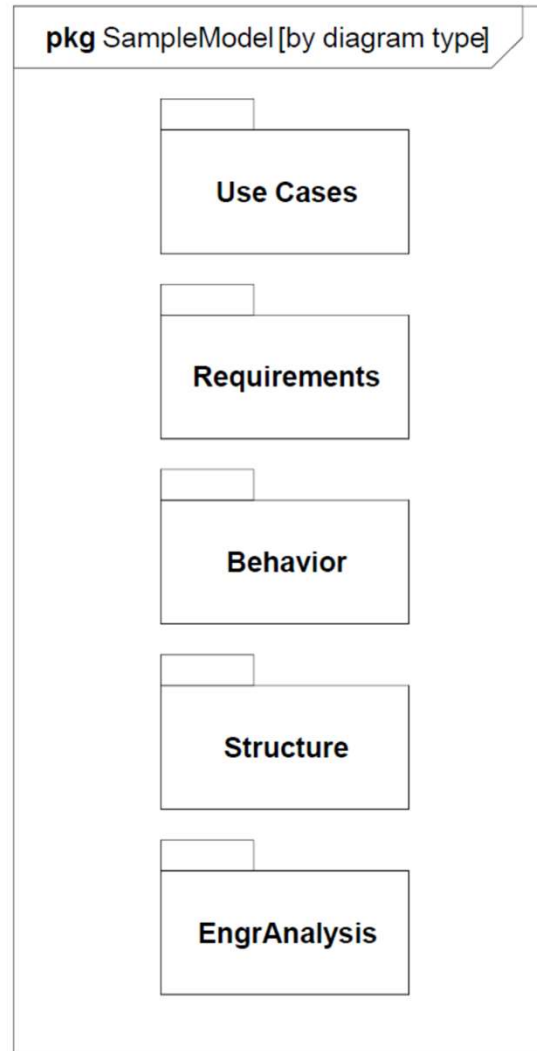 pkg SampleModel [by diagram type]
Use Cases
Requirements
Behavior
Structure
EngrAnalysis